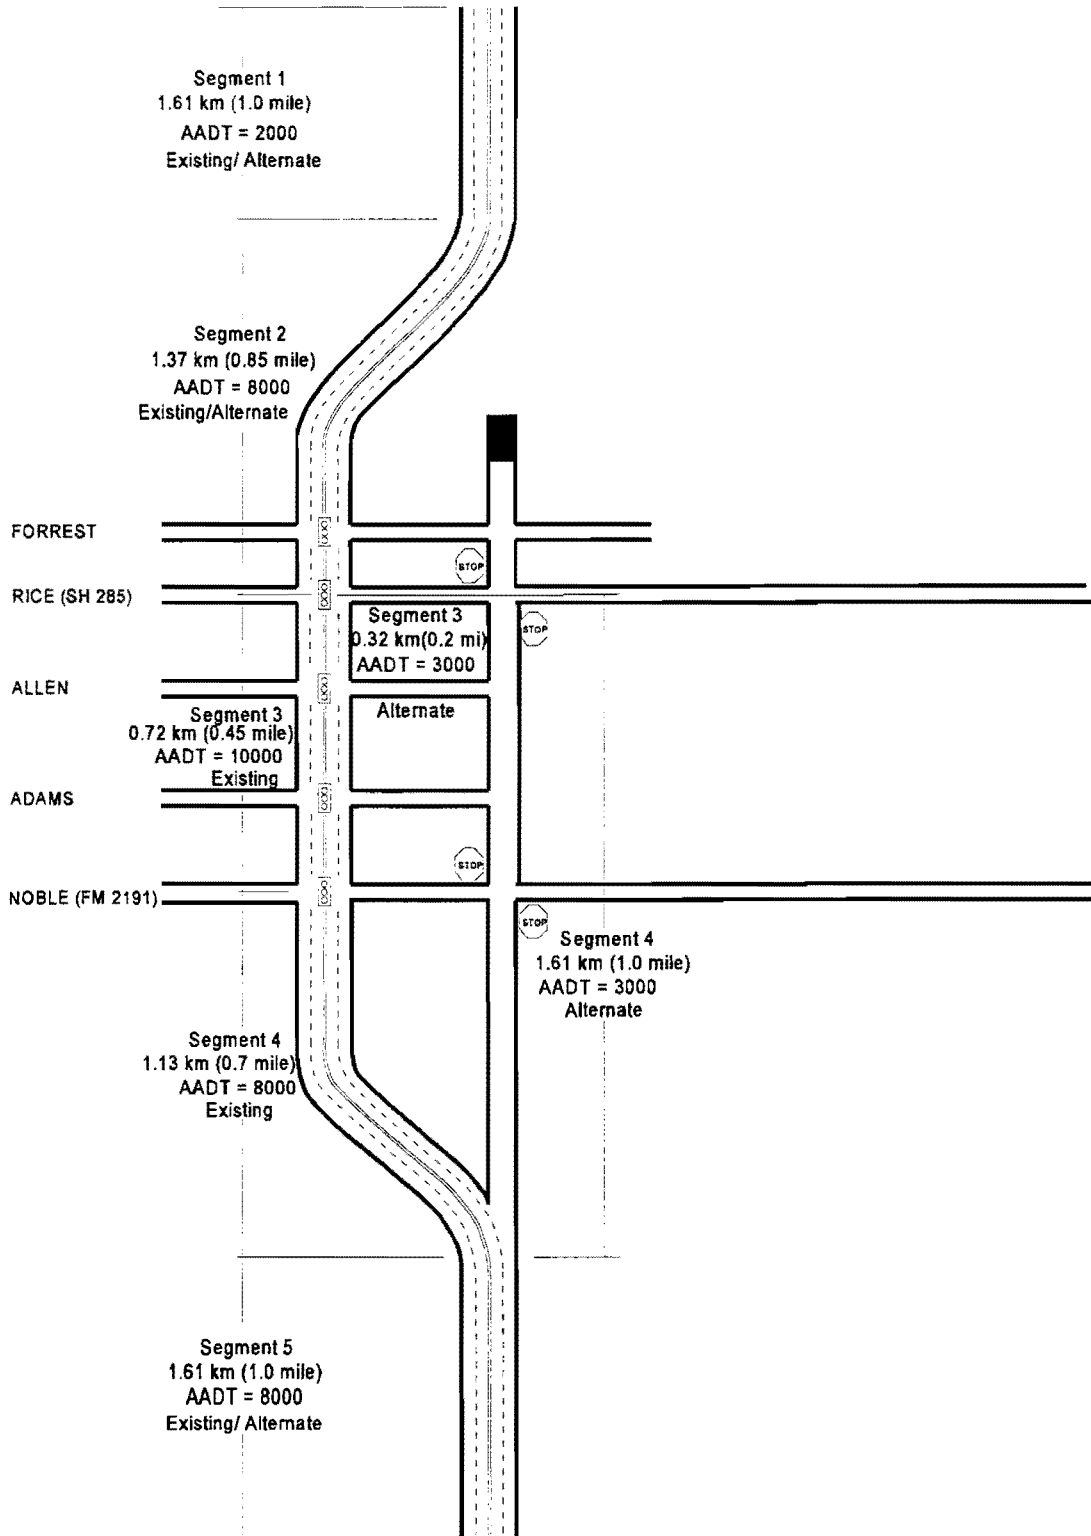 Segment 1
1.61 km (1.0 mile)
AADT = 2000
Existing/ Alternate
Segment 2
1.37 km (0.85 mile)
AADT = 8000
Existing/Alternate
FORREST
STOP
RICE (SH 285)
Segment 3
0.32 km(0.2 mi)
AADT = 3000
STOP
ALLEN
Alternate
Segment 3
0.72 km (0.45 mile)
AADT = 10000
Existing
ADAMS
STOP
NOBLE (FM 2191)
STOP
Segment 4
1.61 km (1.0 mile)
AADT = 3000
Alternate
Segment 4
1.13 km (0.7 mile)
AADT = 8000
Existing
Segment 5
1.61 km (1.0 mile)
AADT = 8000
Existing/ Alternate